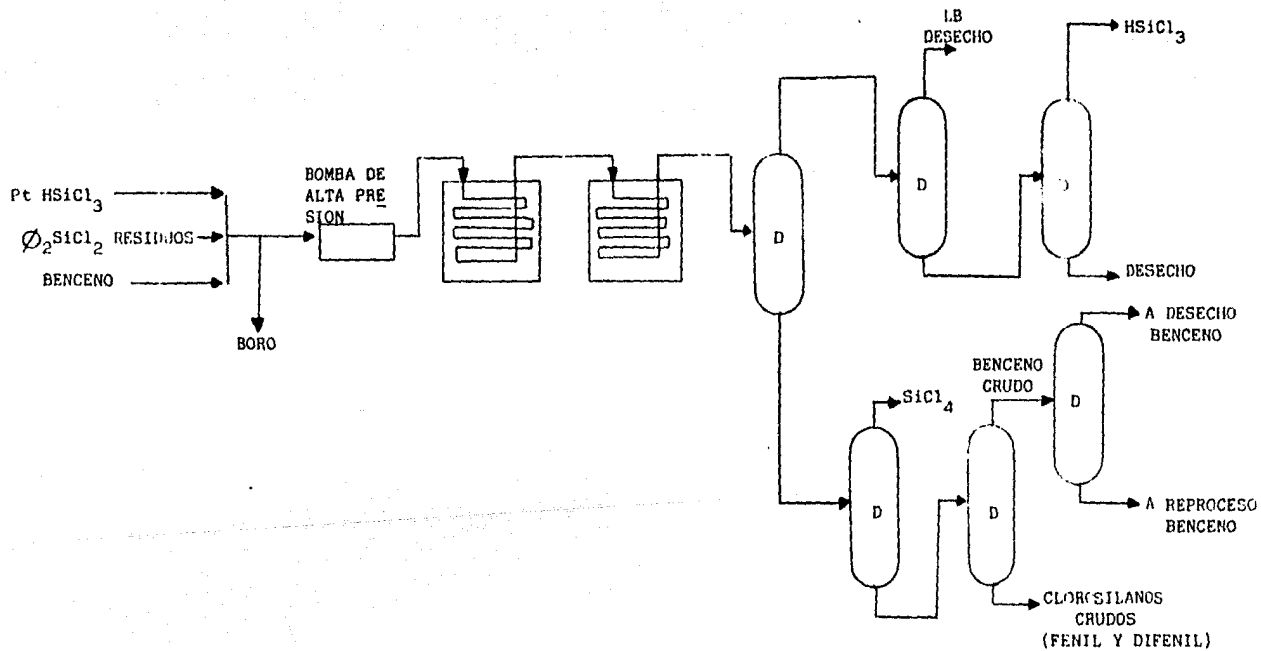 LB
DESECHO
HSiCl3
BOMBA DE
ALTA PRE
SION
Pt HSiCl3
Ø2SiCl2 RESIDUOS
BENCENO
BORO
D
D
D
D
DESECHO
A DESECHO
BENCENO
BENCENO
CRUDO
D
SiCl4
D
D
A REPROCESO
BENCENO
CLOROSILANOS
CRUDOS
(FENIL Y DIFENIL)